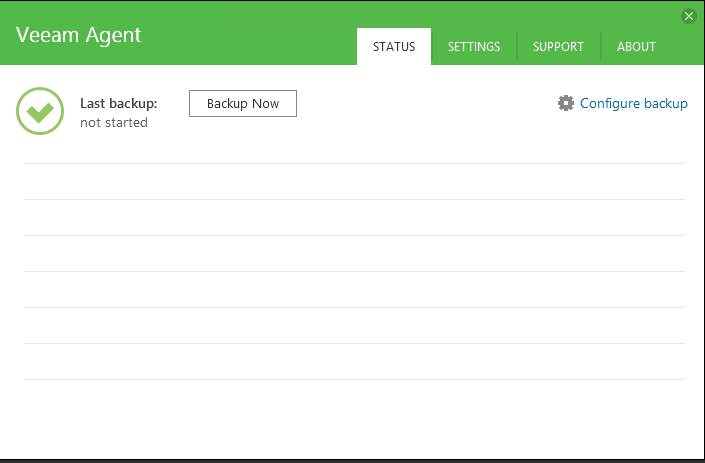 Veeam Agent
STATUS
SETTINGS
SUPPORT
ABOUT
Last backup:
not started
Backup Now
Configure backup